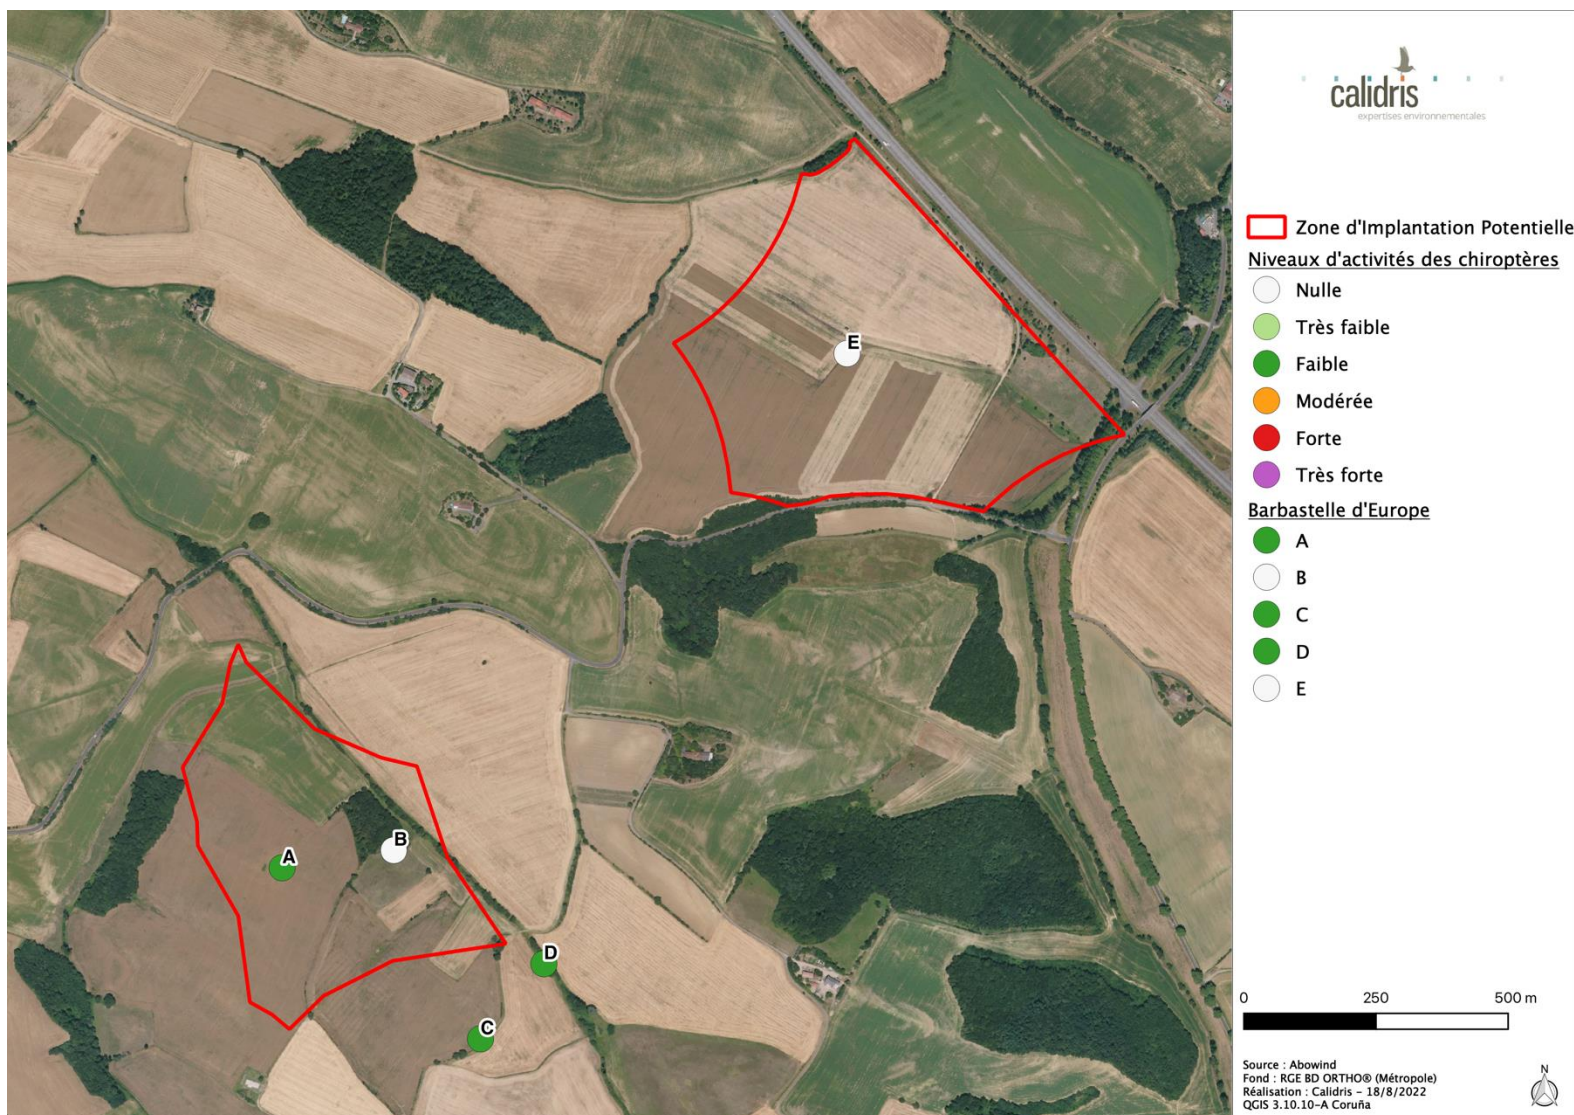 calidris
expertises environnementales
Zone d'Implantation Potentielle
Niveaux d'activités des chiroptères
Nulle
Très faible
Faible
Modérée
Forte
Très forte
Barbastelle d'Europe
A
B
C
D
E
E
B
A
D
C
0 250 500 m
Source : Abowind
Fond : RGE BD ORTHO® (Métropole)
Réalisation : Calidris - 18/8/2022
QGIS 3.10.10-A Coruña
N